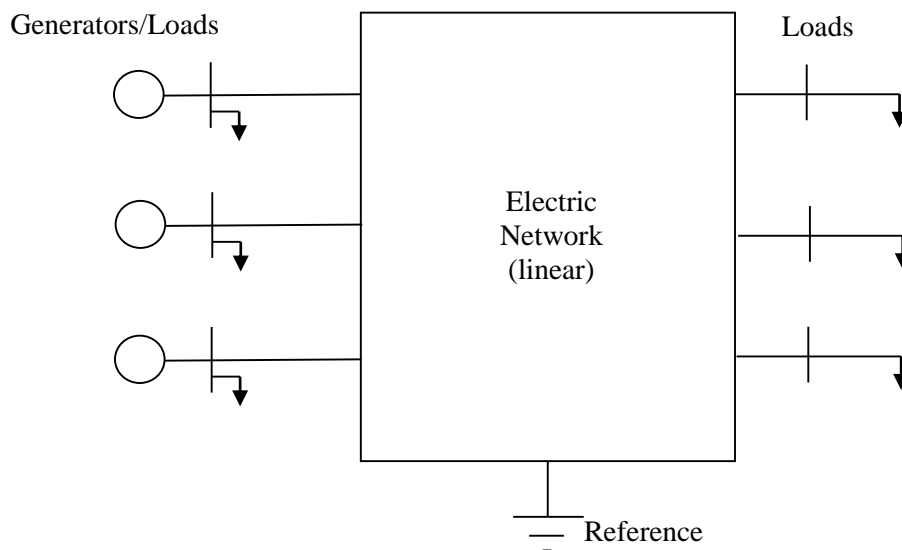 Generators/Loads
Loads
Electric
Network
(linear)
Reference